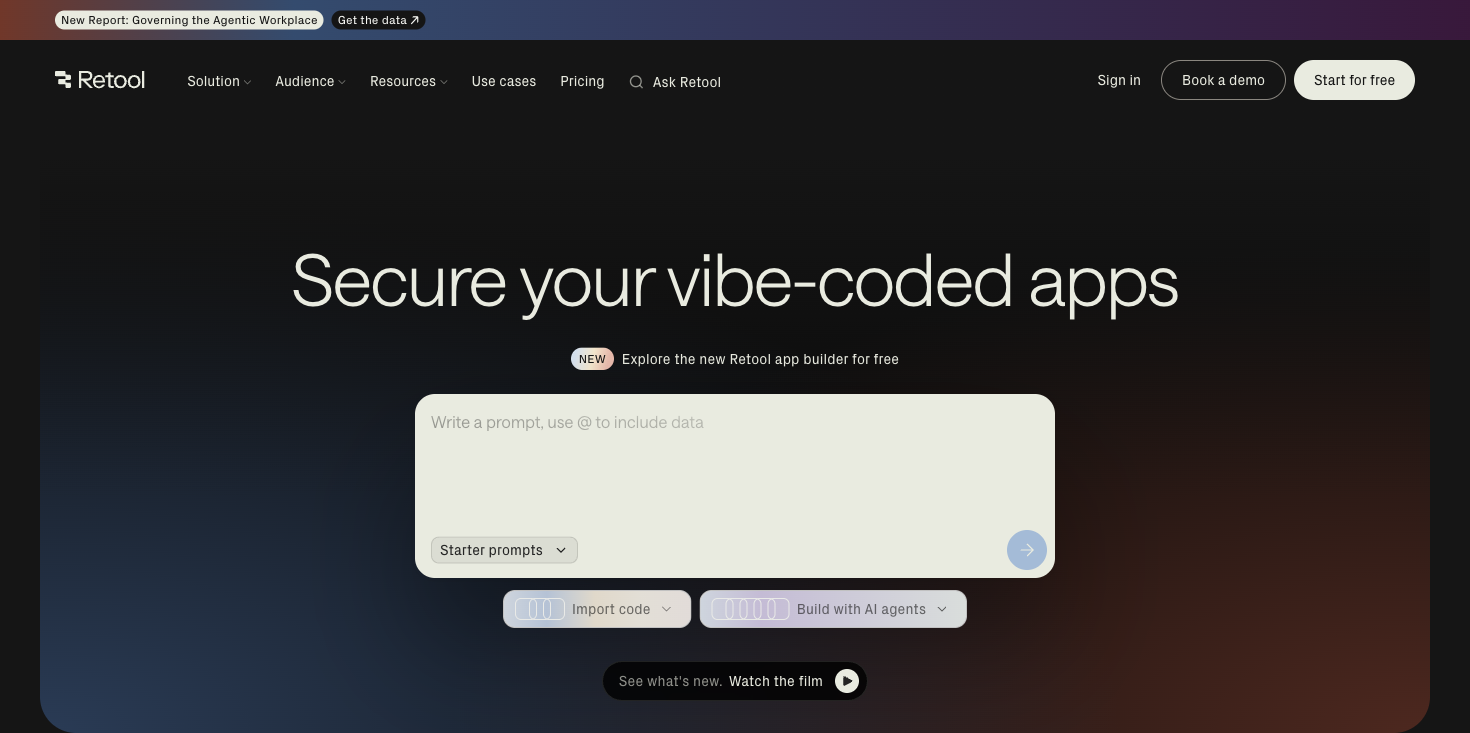 New Report: Governing the Agentic Workplace Get the data
Retool Solution Audience Resources Use cases Pricing Ask Retool Sign in Book a demo Start for free
Secure your vibe-coded apps
NEW Explore the new Retool app builder for free
Write a prompt, use @ to include data
Starter prompts
Import code Build with AI agents
See what's new. Watch the film